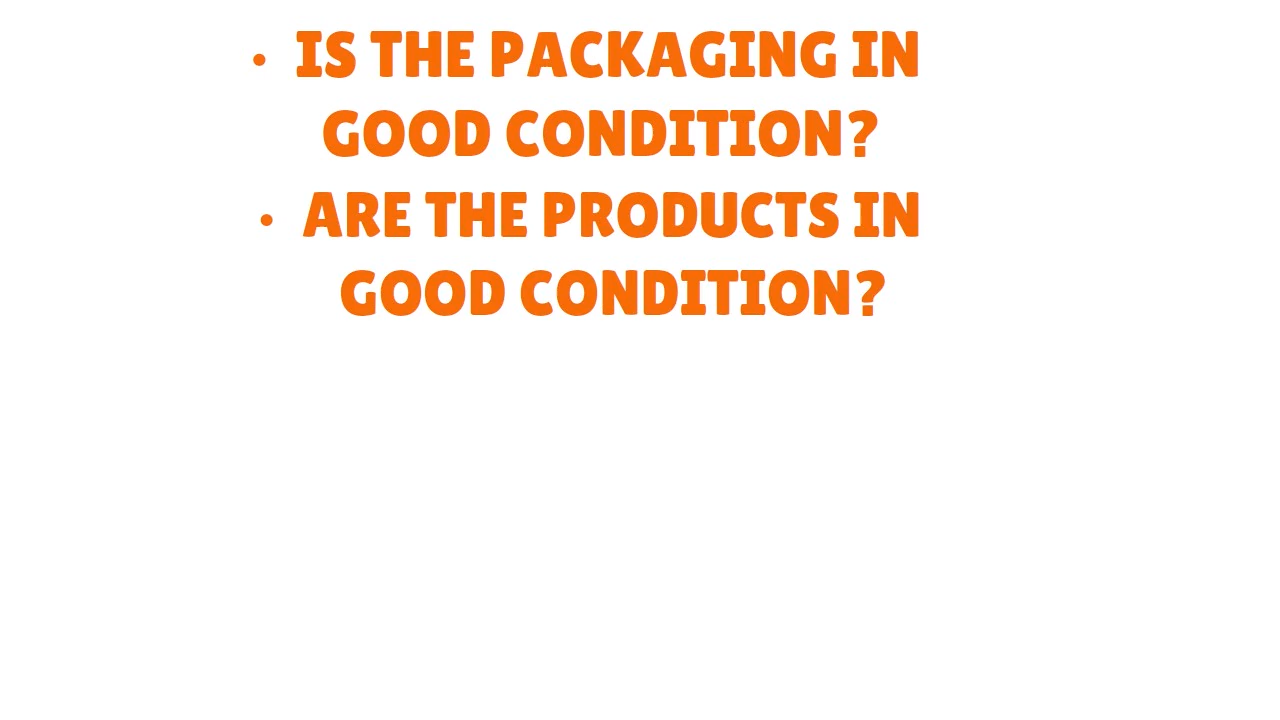 • IS THE PACKAGING IN
GOOD CONDITION?
• ARE THE PRODUCTS IN
GOOD CONDITION?